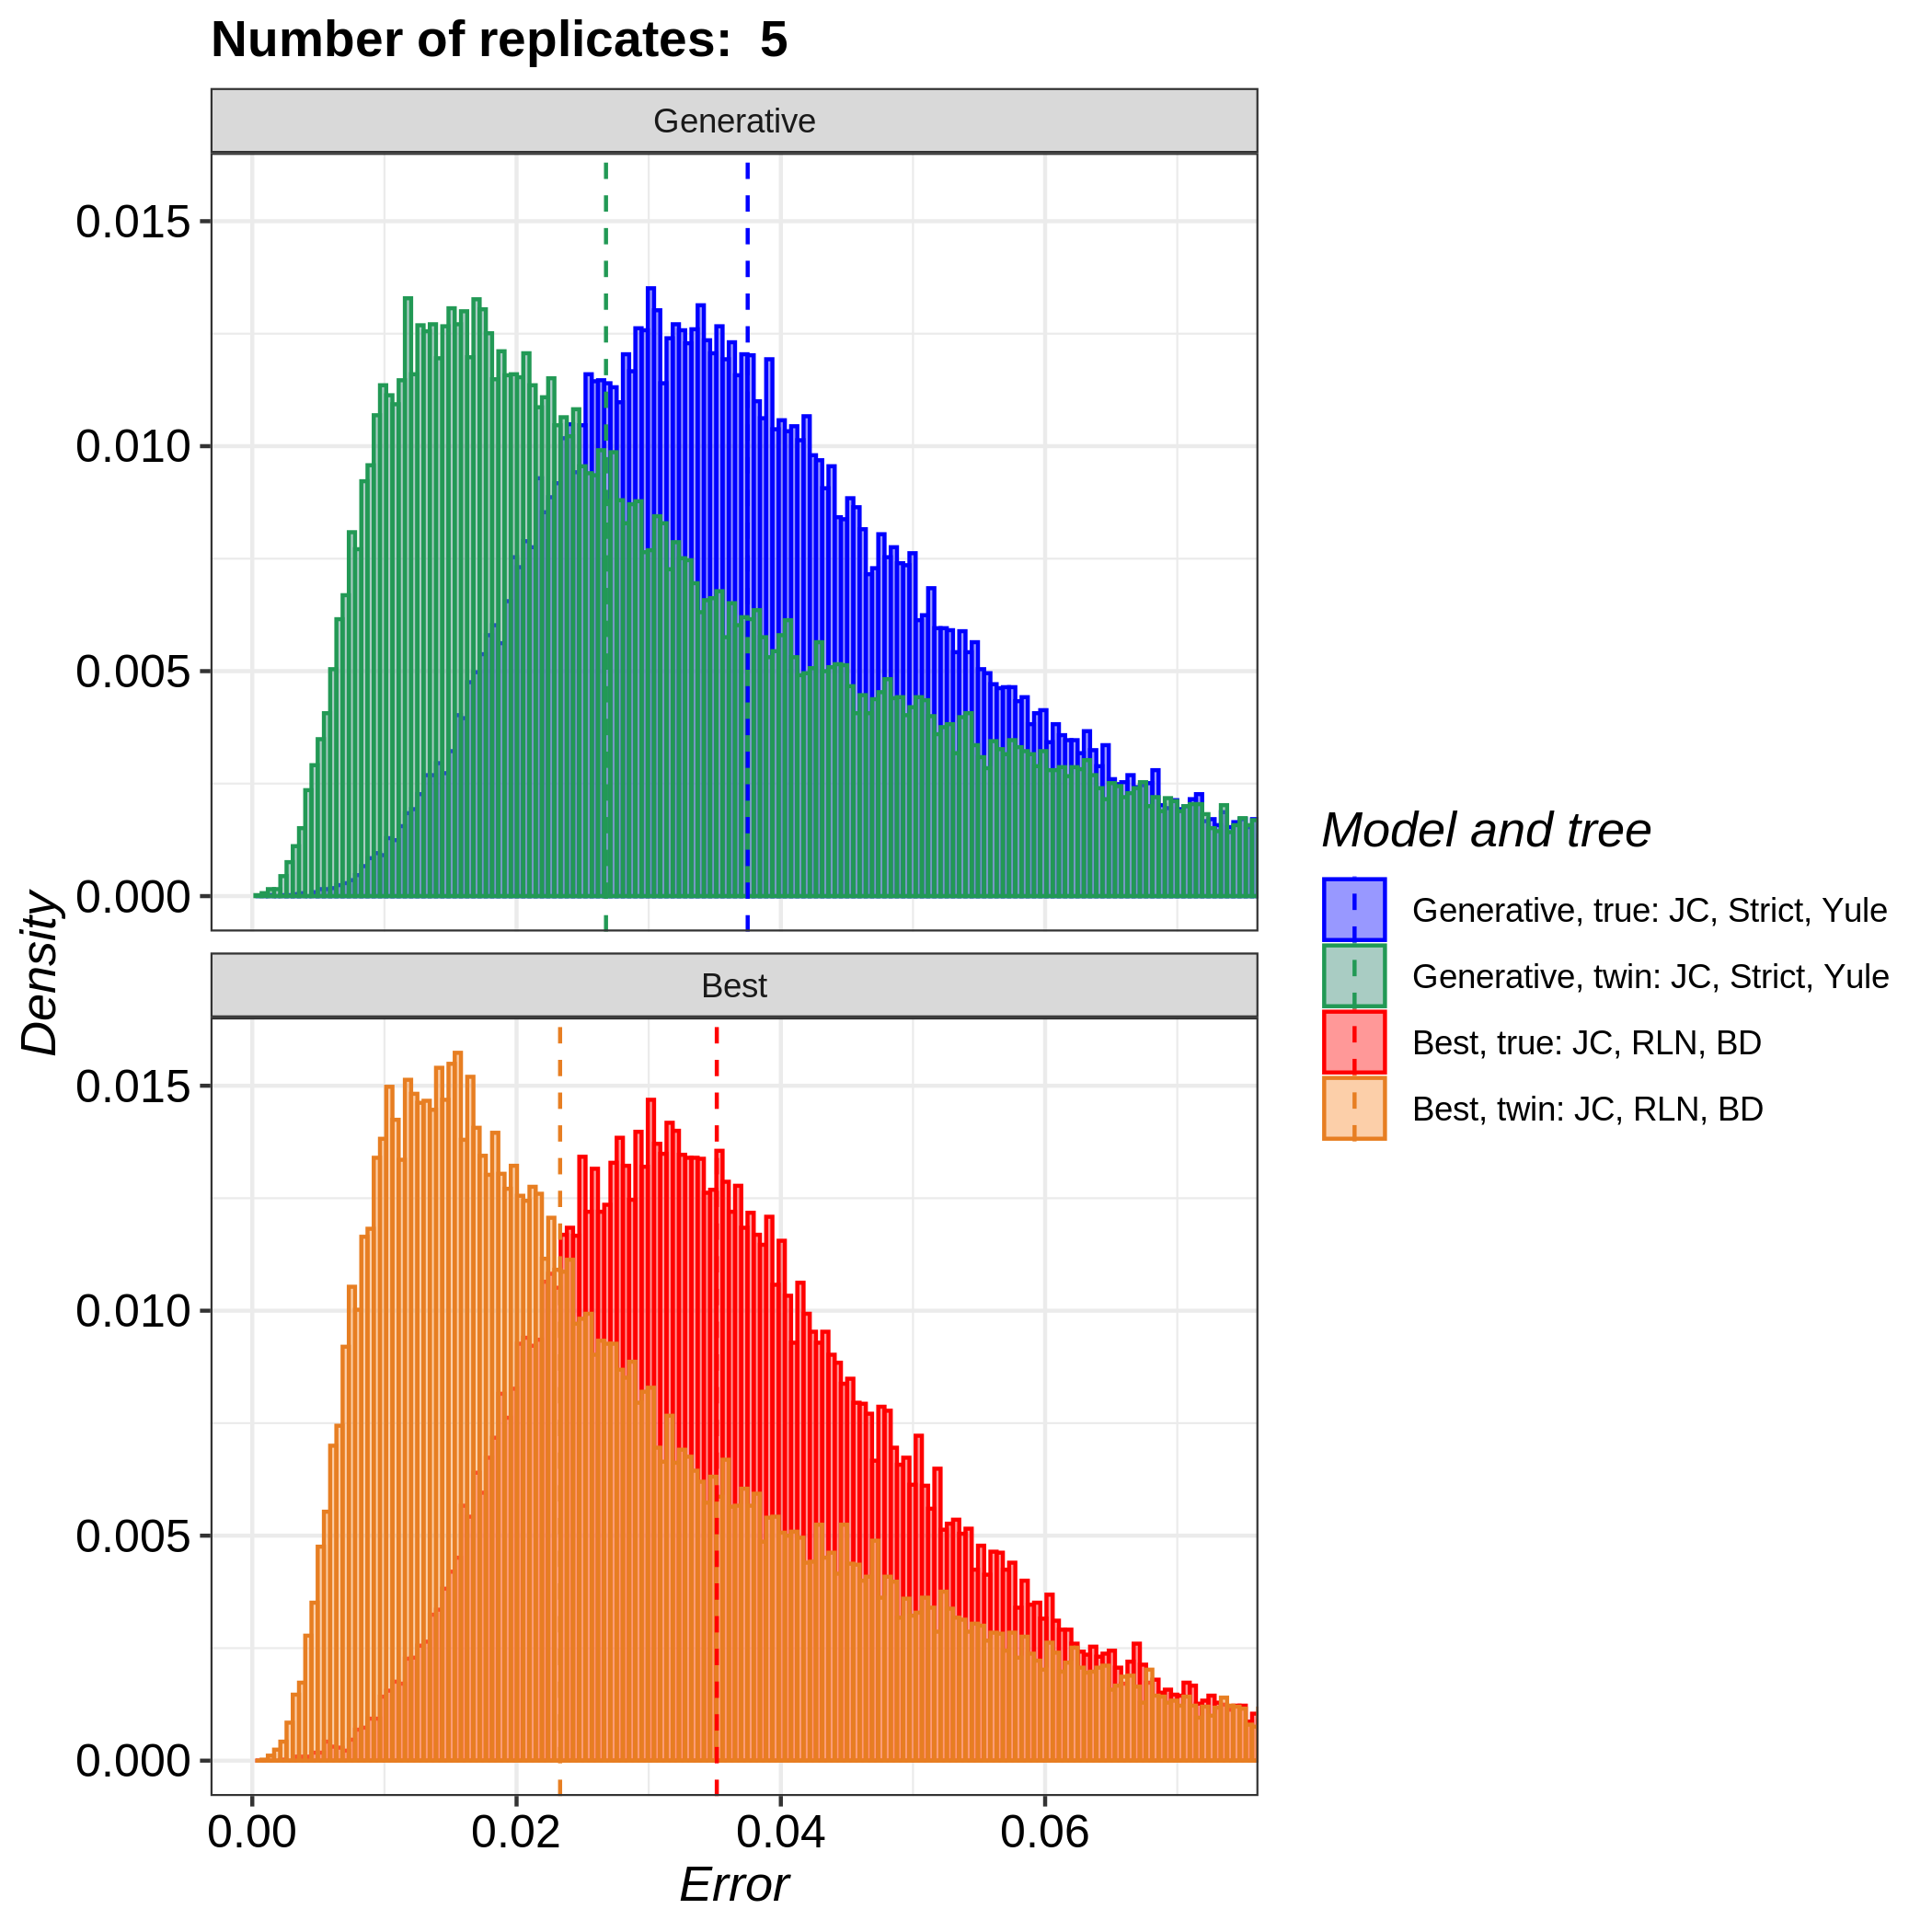 Number of replicates:  5
Generative
0.015
0.010
0.005
0.000
Best
0.015
0.010
0.005
0.000
0.00 0.02 0.04 0.06
Error
Density
Model and tree
Generative, true: JC, Strict, Yule
Generative, twin: JC, Strict, Yule
Best, true: JC, RLN, BD
Best, twin: JC, RLN, BD